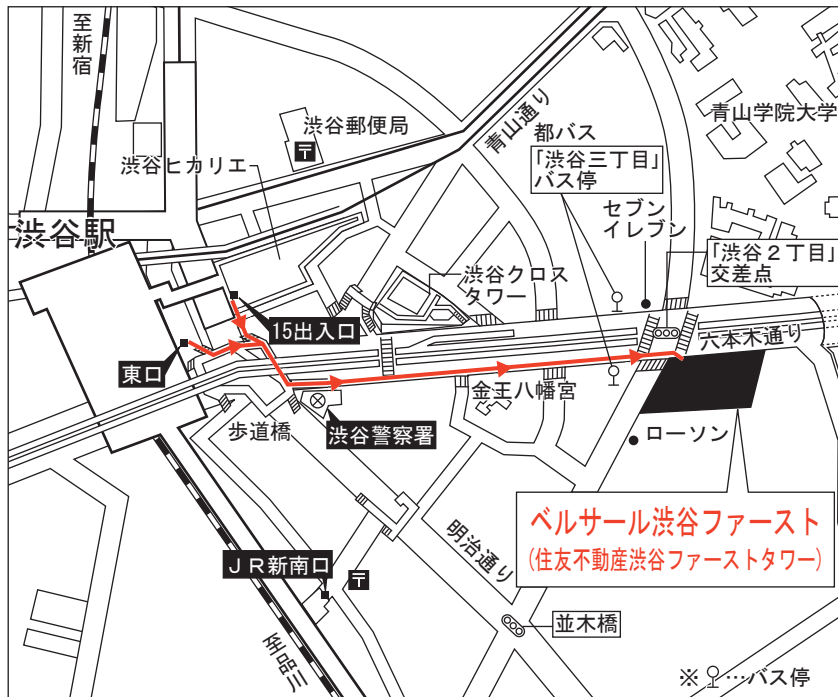 至新宿
渋谷郵便局
〒
青山通り
青山学院大学
渋谷ヒカリエ
都バス
「渋谷三丁目」
バス停
渋谷駅
セブン
イレブン
「渋谷2丁目」
交差点
渋谷クロス
タワー
15出入口
六本木通り
東口
金王八幡宮
歩道橋
渋谷警察署
ローソン
ベルサール渋谷ファースト
(住友不動産渋谷ファーストタワー)
明治通り
JR新南口
〒
並木橋
至品川
※ …バス停